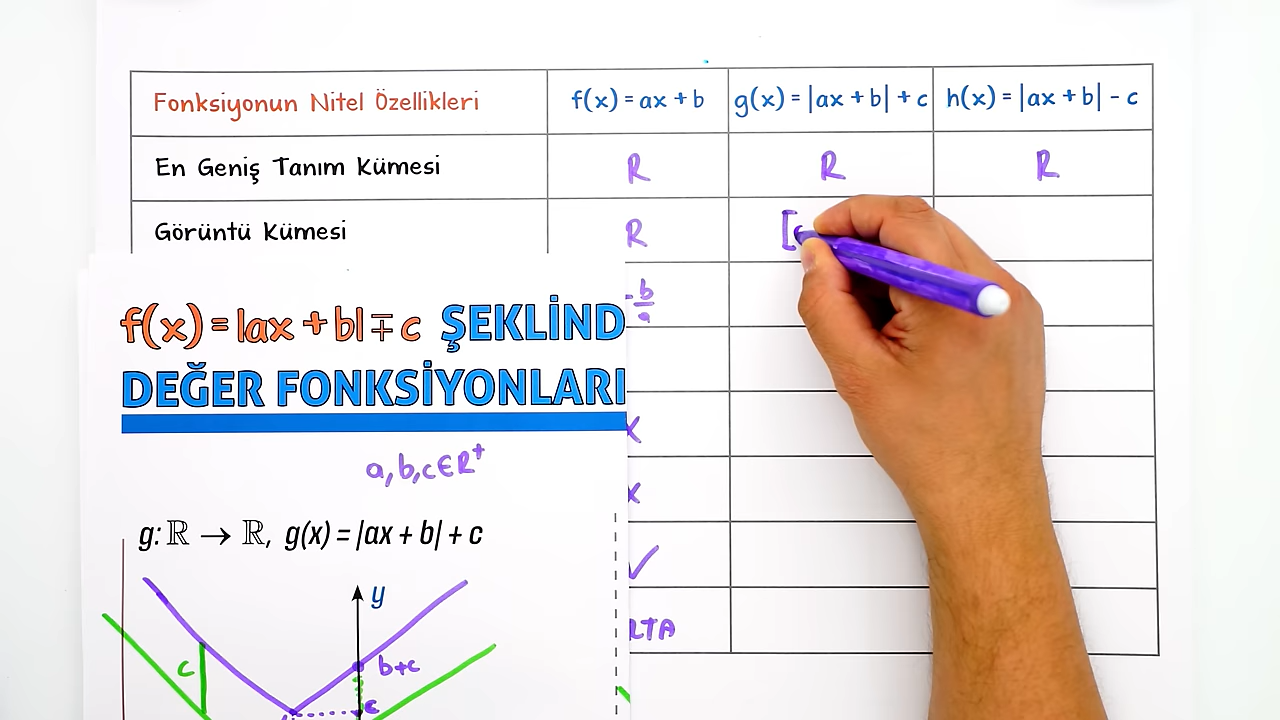 Fonksiyonun Nitel Özellikleri f(x) = ax + b g(x) = |ax + b| + c h(x) = |ax + b| - c
En Geniş Tanım Kümesi R R R
Görüntü Kümesi R [c
-b/a
f(x) = |ax + b| ∓ c ŞEKLİND
DEĞER FONKSİYONLARI
x
a, b, c ∈ R⁺
x
g: ℝ → ℝ, g(x) = |ax + b| + c
✓
y
LTA
c b+c
c